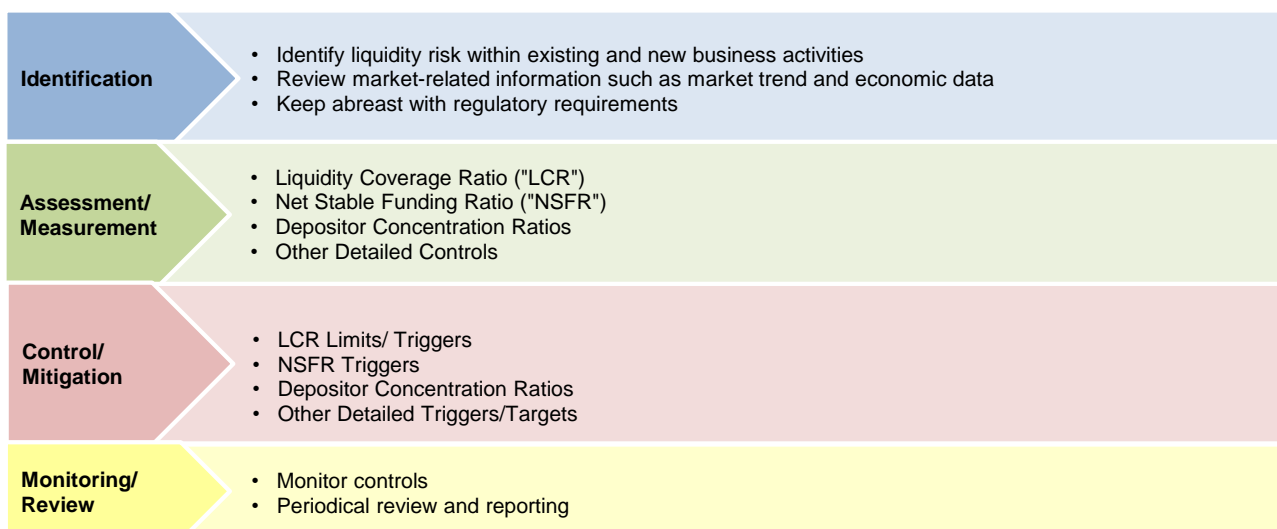 Identification
• Identify liquidity risk within existing and new business activities
• Review market-related information such as market trend and economic data
• Keep abreast with regulatory requirements
Assessment/
Measurement
• Liquidity Coverage Ratio ("LCR")
• Net Stable Funding Ratio ("NSFR")
• Depositor Concentration Ratios
• Other Detailed Controls
Control/
Mitigation
• LCR Limits/ Triggers
• NSFR Triggers
• Depositor Concentration Ratios
• Other Detailed Triggers/Targets
Monitoring/
Review
• Monitor controls
• Periodical review and reporting